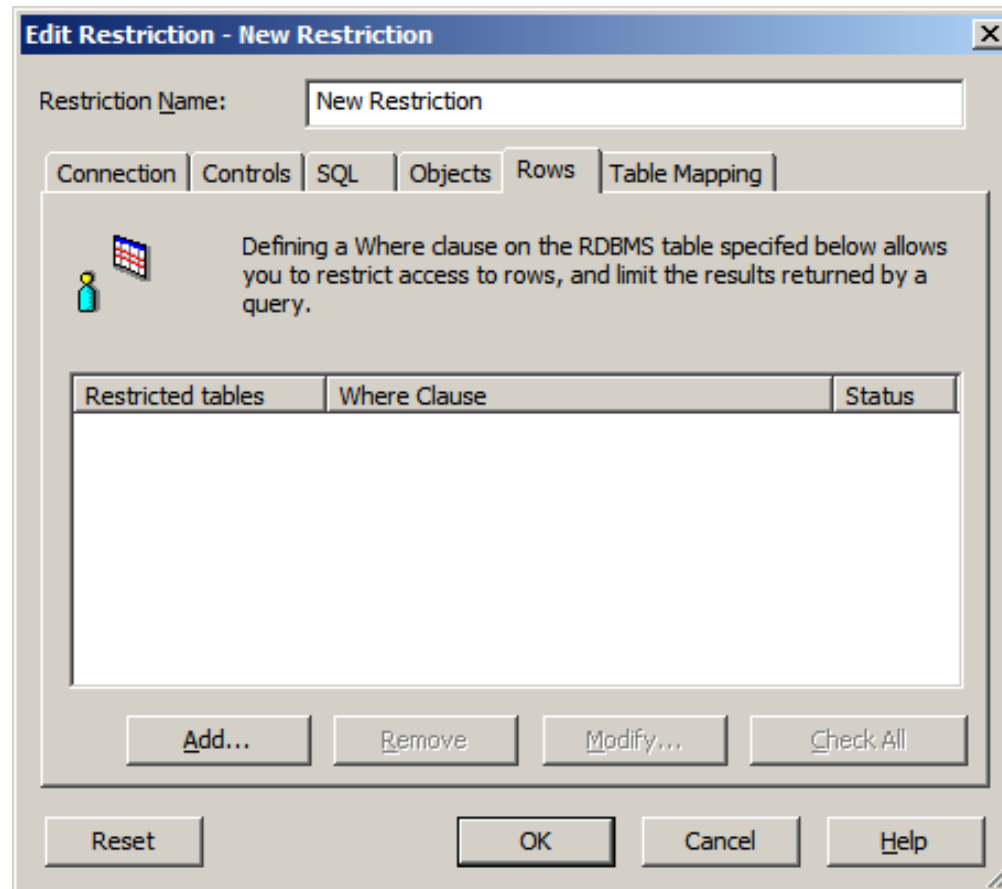 Edit Restriction - New Restriction
Restriction Name: New Restriction
Connection Controls SQL Objects Rows Table Mapping
Defining a Where clause on the RDBMS table specifed below allows
you to restrict access to rows, and limit the results returned by a
query.
Restricted tables Where Clause Status
Add... Remove Modify... Check All
Reset OK Cancel Help